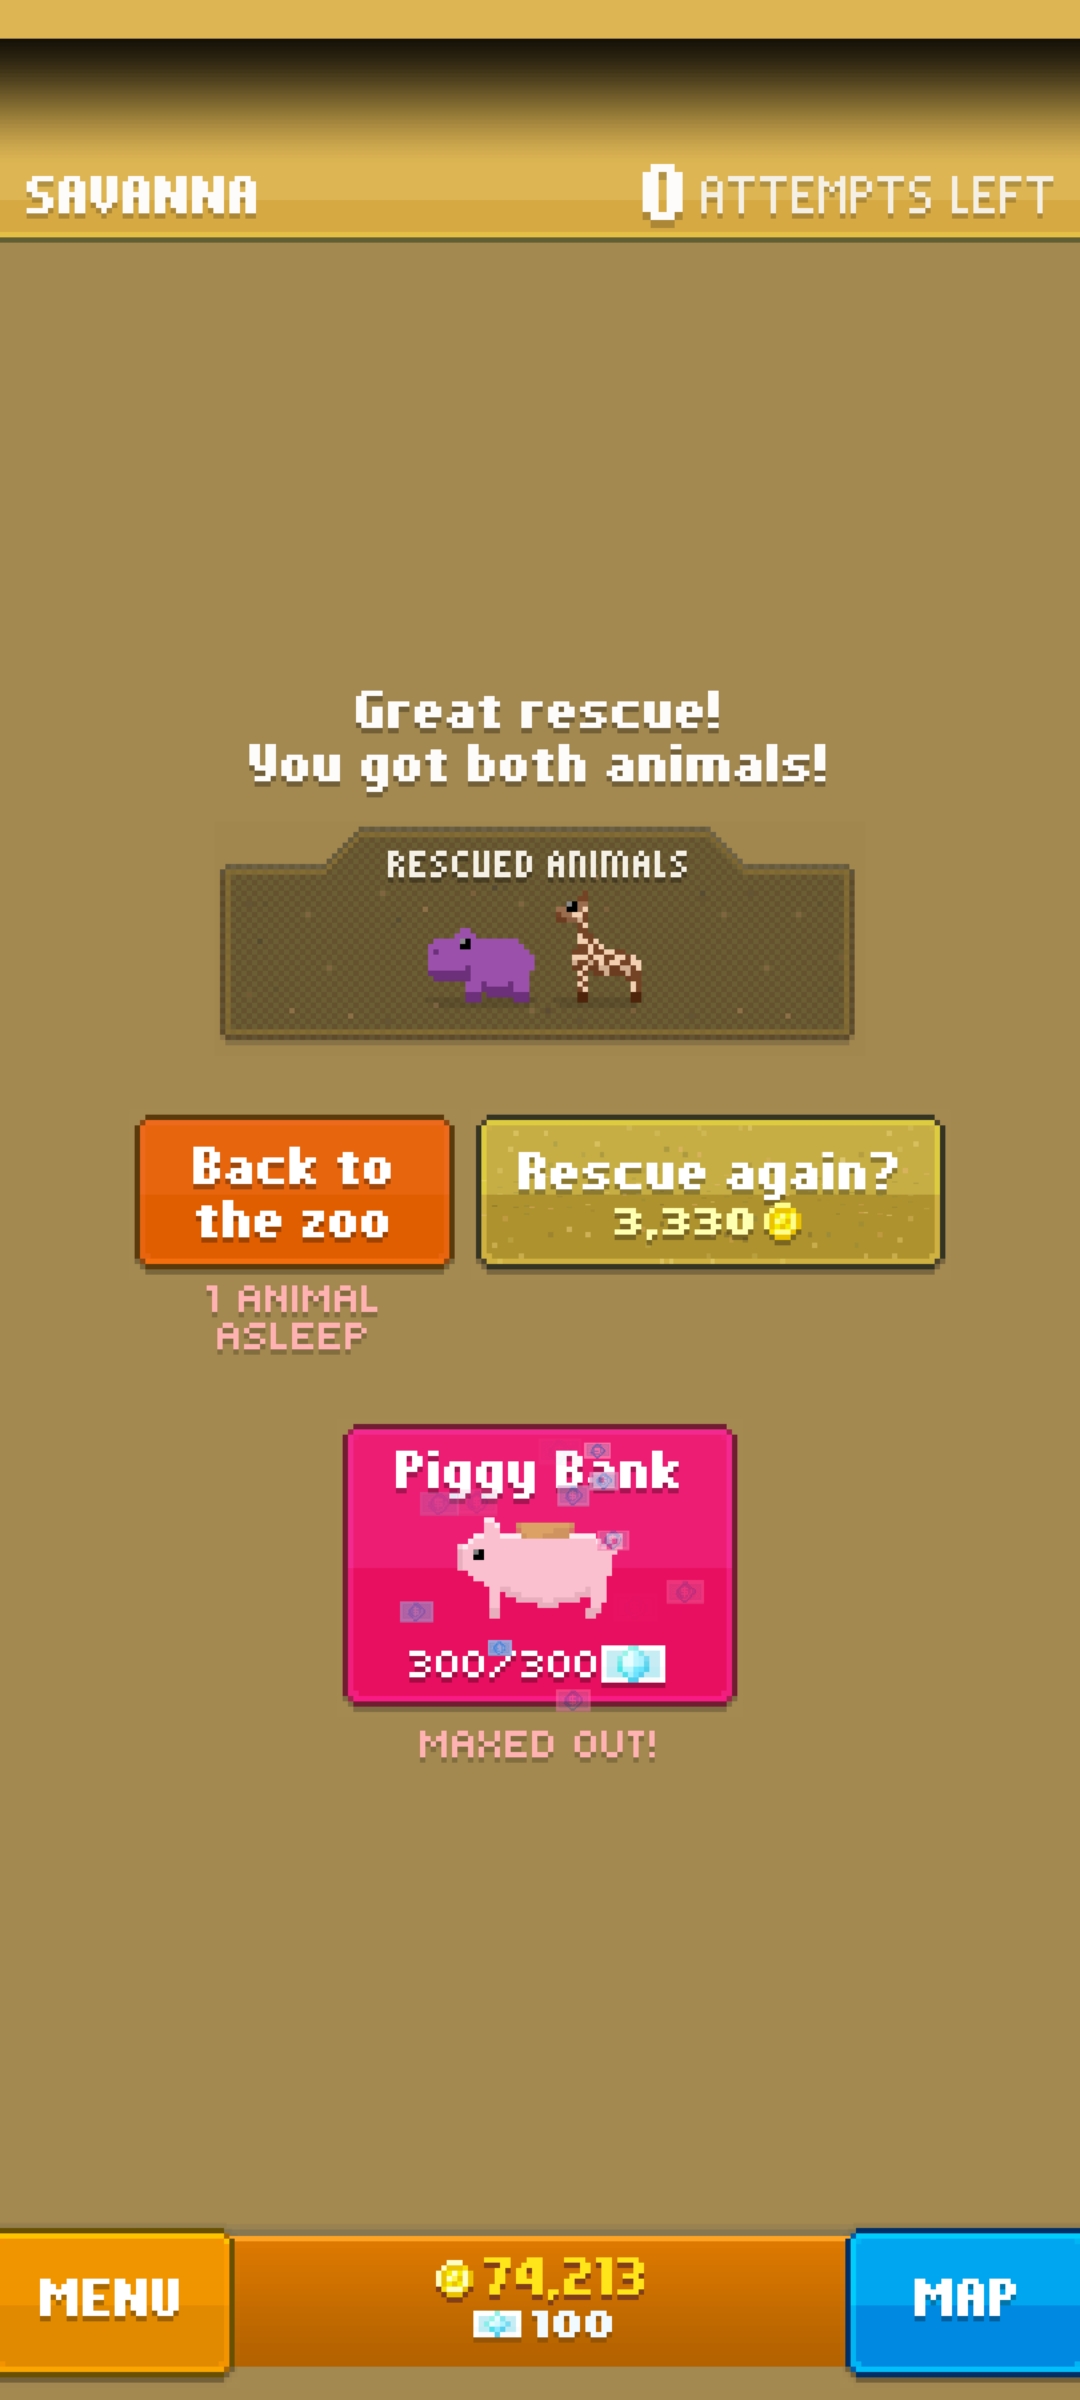 SAVANNA
0 ATTEMPTS LEFT
Great rescue!
You got both animals!
RESCUED ANIMALS
Back to
the zoo
Rescue again?
3,330
1 ANIMAL
ASLEEP
Piggy Bank
300/300
MAXED OUT!
MENU
74,213
100
MAP